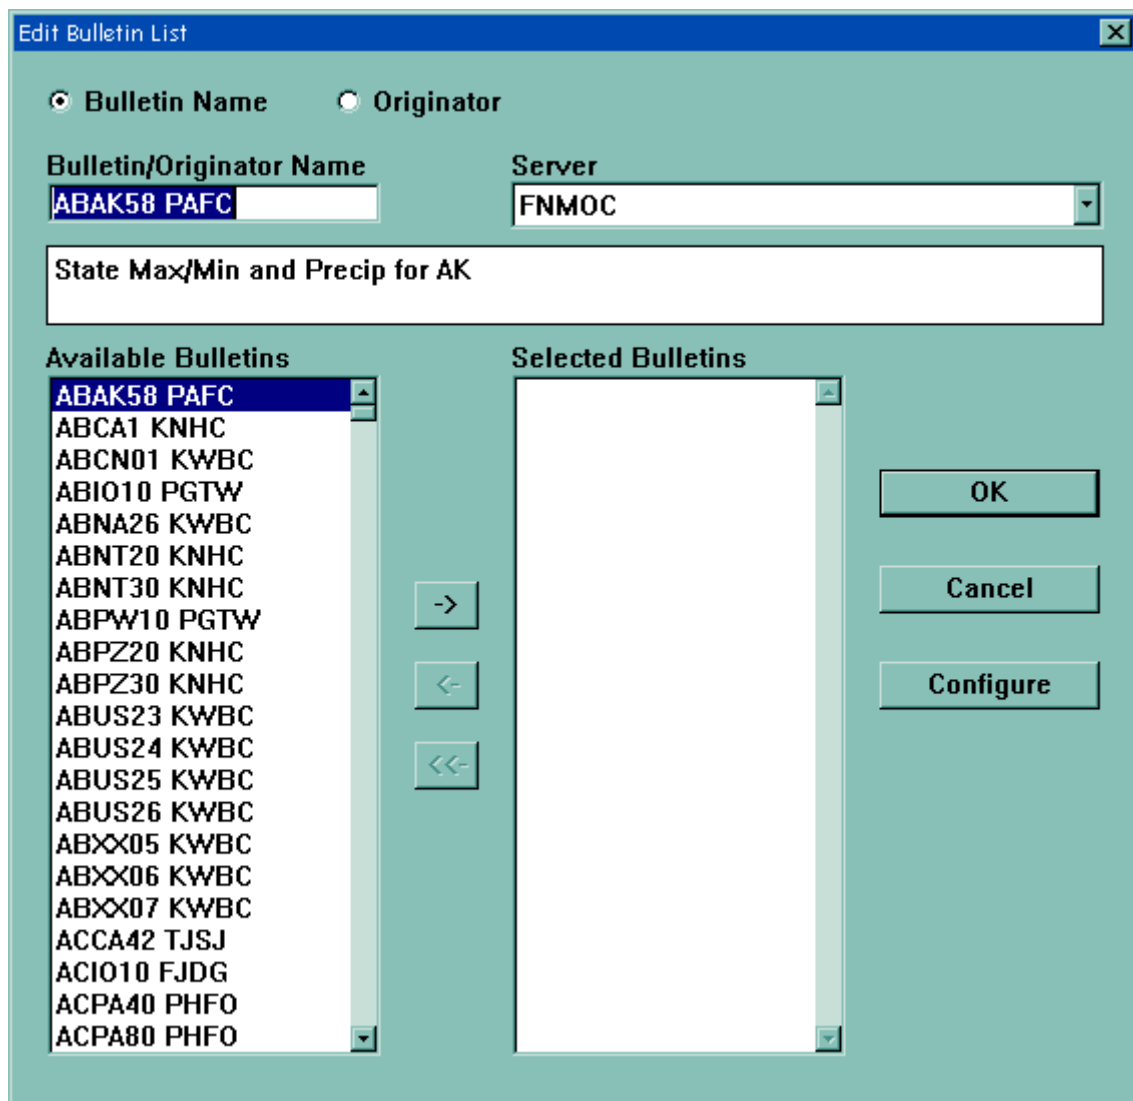 Edit Bulletin List
Bulletin Name Originator
Bulletin/Originator Name Server
ABAK58 PAFC FNMOC
State Max/Min and Precip for AK
Available Bulletins Selected Bulletins
ABAK58 PAFC
ABCA1 KNHC
ABCN01 KWBC
ABIO10 PGTW
ABNA26 KWBC
ABNT20 KNHC
ABNT30 KNHC
ABPW10 PGTW
ABPZ20 KNHC
ABPZ30 KNHC
ABUS23 KWBC
ABUS24 KWBC
ABUS25 KWBC
ABUS26 KWBC
ABXX05 KWBC
ABXX06 KWBC
ABXX07 KWBC
ACCA42 TJSJ
ACIO10 FJDG
ACPA40 PHFO
ACPA80 PHFO
->
<-
<<-
OK
Cancel
Configure